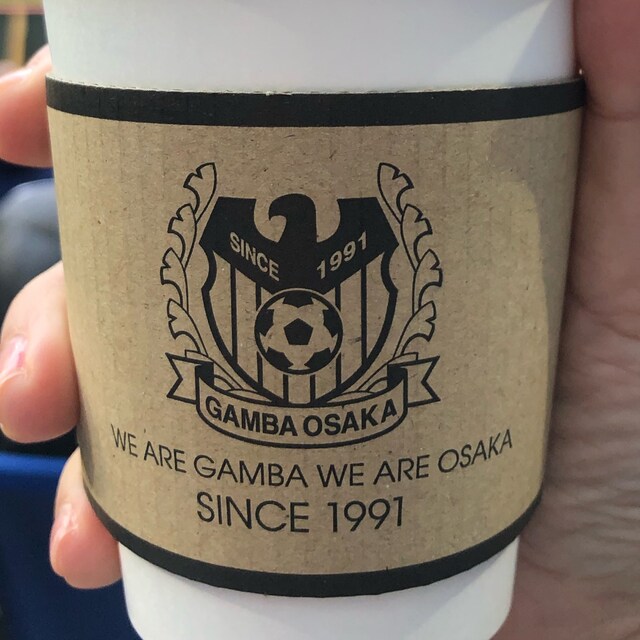 SINCE 1991
GAMBA OSAKA
WE ARE GAMBA WE ARE OSAKA
SINCE 1991